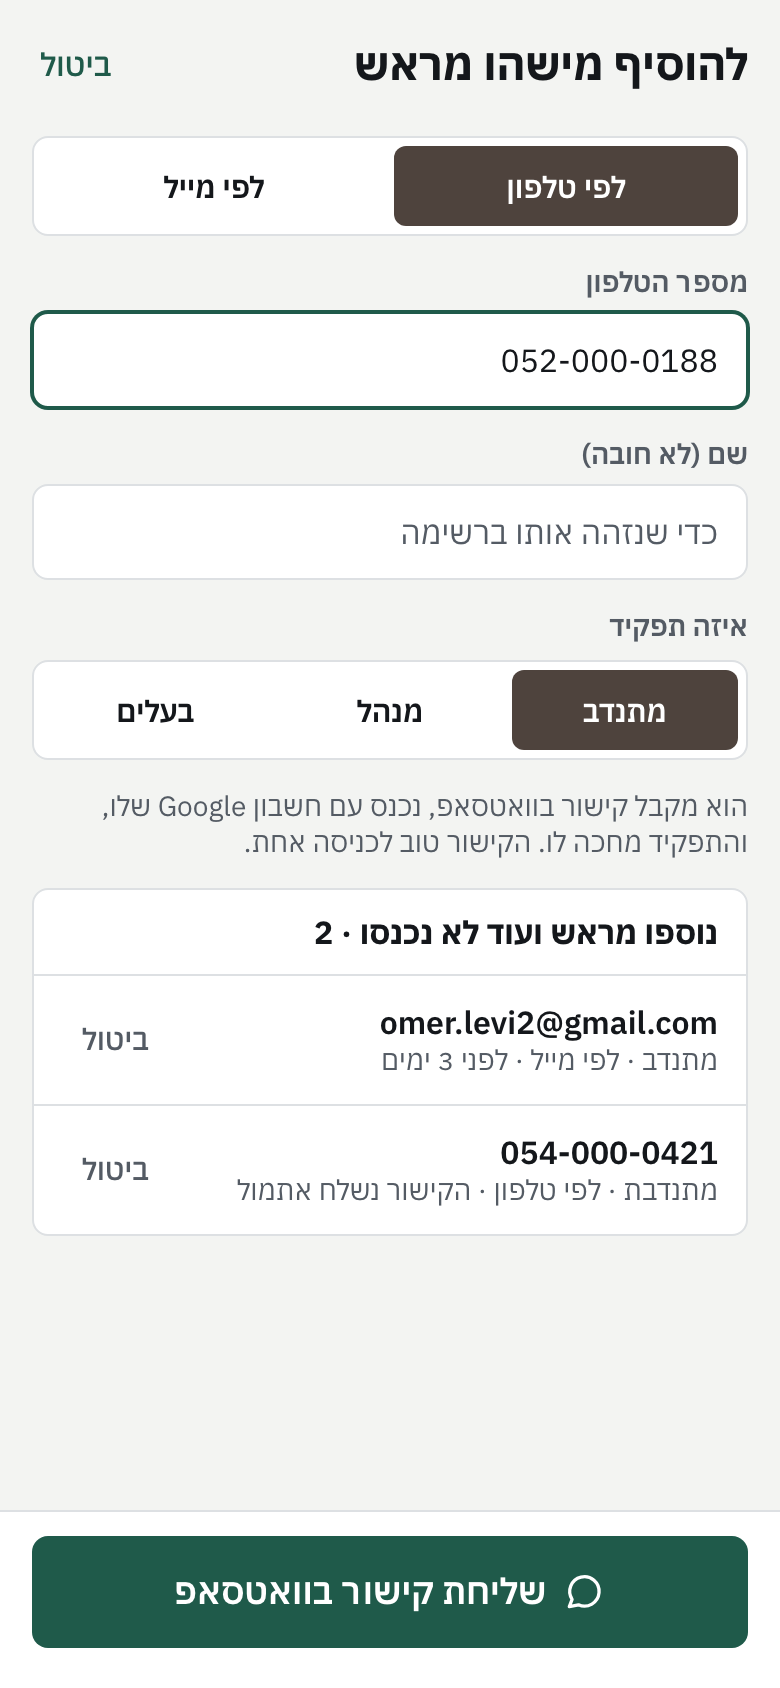 להוסיף מישהו מראש
ביטול
לפי טלפון
לפי מייל
מספר הטלפון
052-000-0188
שם (לא חובה)
כדי שנזהה אותו ברשימה
איזה תפקיד
מתנדב
מנהל
בעלים
הוא מקבל קישור בוואטסאפ, נכנס עם חשבון Google שלו,
והתפקיד מחכה לו. הקישור טוב לכניסה אחת.
נוספו מראש ועוד לא נכנסו · 2
omer.levi2@gmail.com
מתנדב · לפי מייל · לפני 3 ימים
ביטול
054-000-0421
מתנדבת · לפי טלפון · הקישור נשלח אתמול
ביטול
שליחת קישור בוואטסאפ